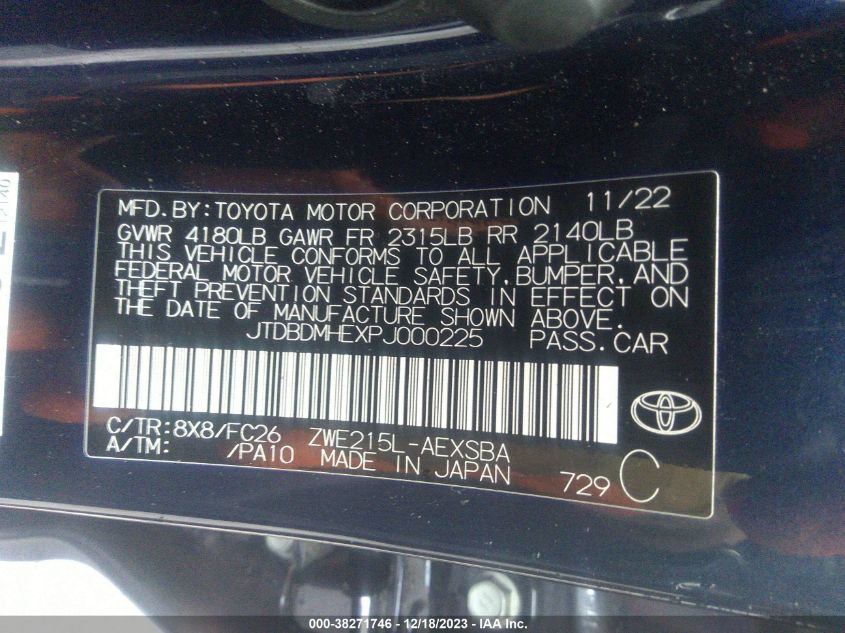 MFD.BY:TOYOTA MOTOR CORPORATION 11/22
GVWR 4180LB GAWR FR 2315LB RR 2140LB
THIS VEHICLE CONFORMS TO ALL APPLICABLE
FEDERAL MOTOR VEHICLE SAFETY,BUMPER,AND
THEFT PREVENTION STANDARDS IN EFFECT ON
THE DATE OF MANUFACTURE SHOWN ABOVE.
JTDBDMHEXPJ000225 PASS.CAR
C/TR:8X8/FC26 ZWE215L-AEXSBA
A/TM: /PA10 MADE IN JAPAN
729 C
000-38271746 - 12/18/2023 - IAA Inc.